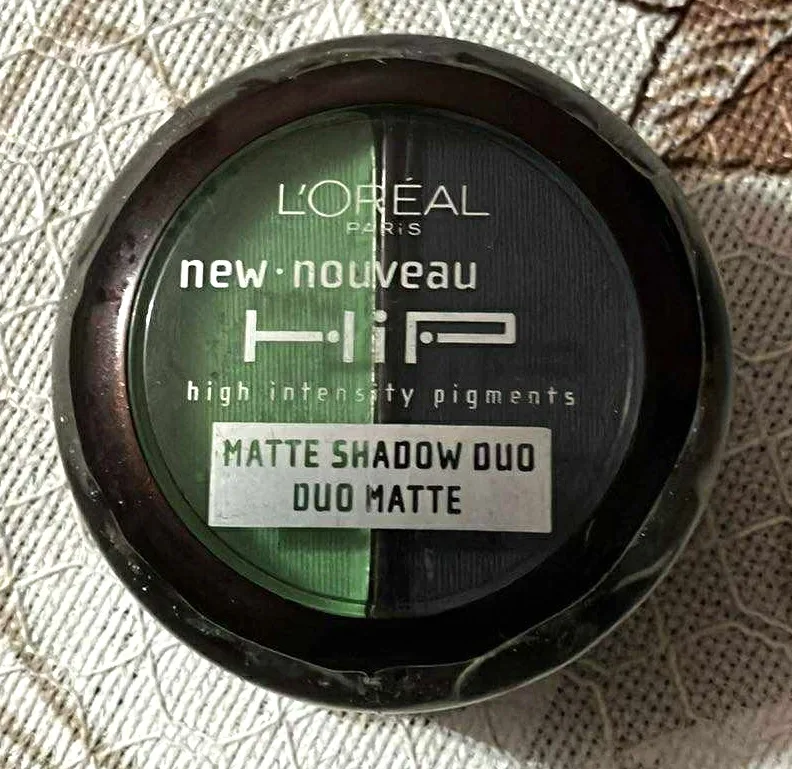 L'ORÉAL
PARiS
new·nouveau
HiP
high intensity pigments
MATTE SHADOW DUO
DUO MATTE